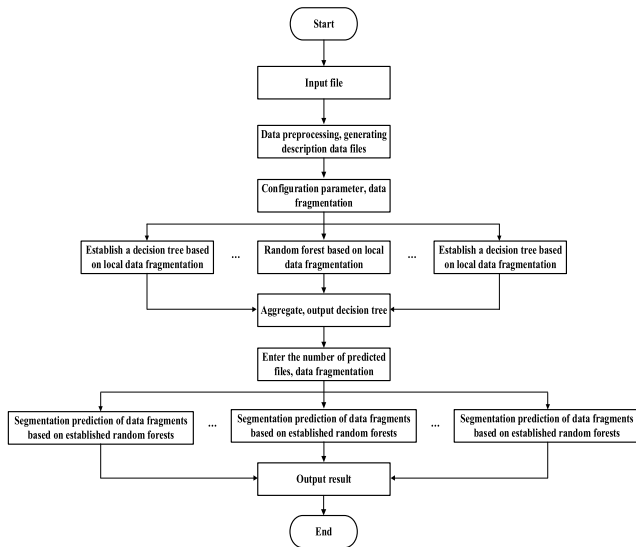 Start
Input file
Data preprocessing, generating
description data files
Configuration parameter, data
fragmentation
Establish a decision tree based
on local data fragmentation
...
Random forest based on local
data fragmentation
...
Establish a decision tree based
on local data fragmentation
Aggregate, output decision tree
Enter the number of predicted
files, data fragmentation
Segmentation prediction of data fragments
based on established random forests
...
Segmentation prediction of data fragments
based on established random forests
...
Segmentation prediction of data fragments
based on established random forests
Output result
End